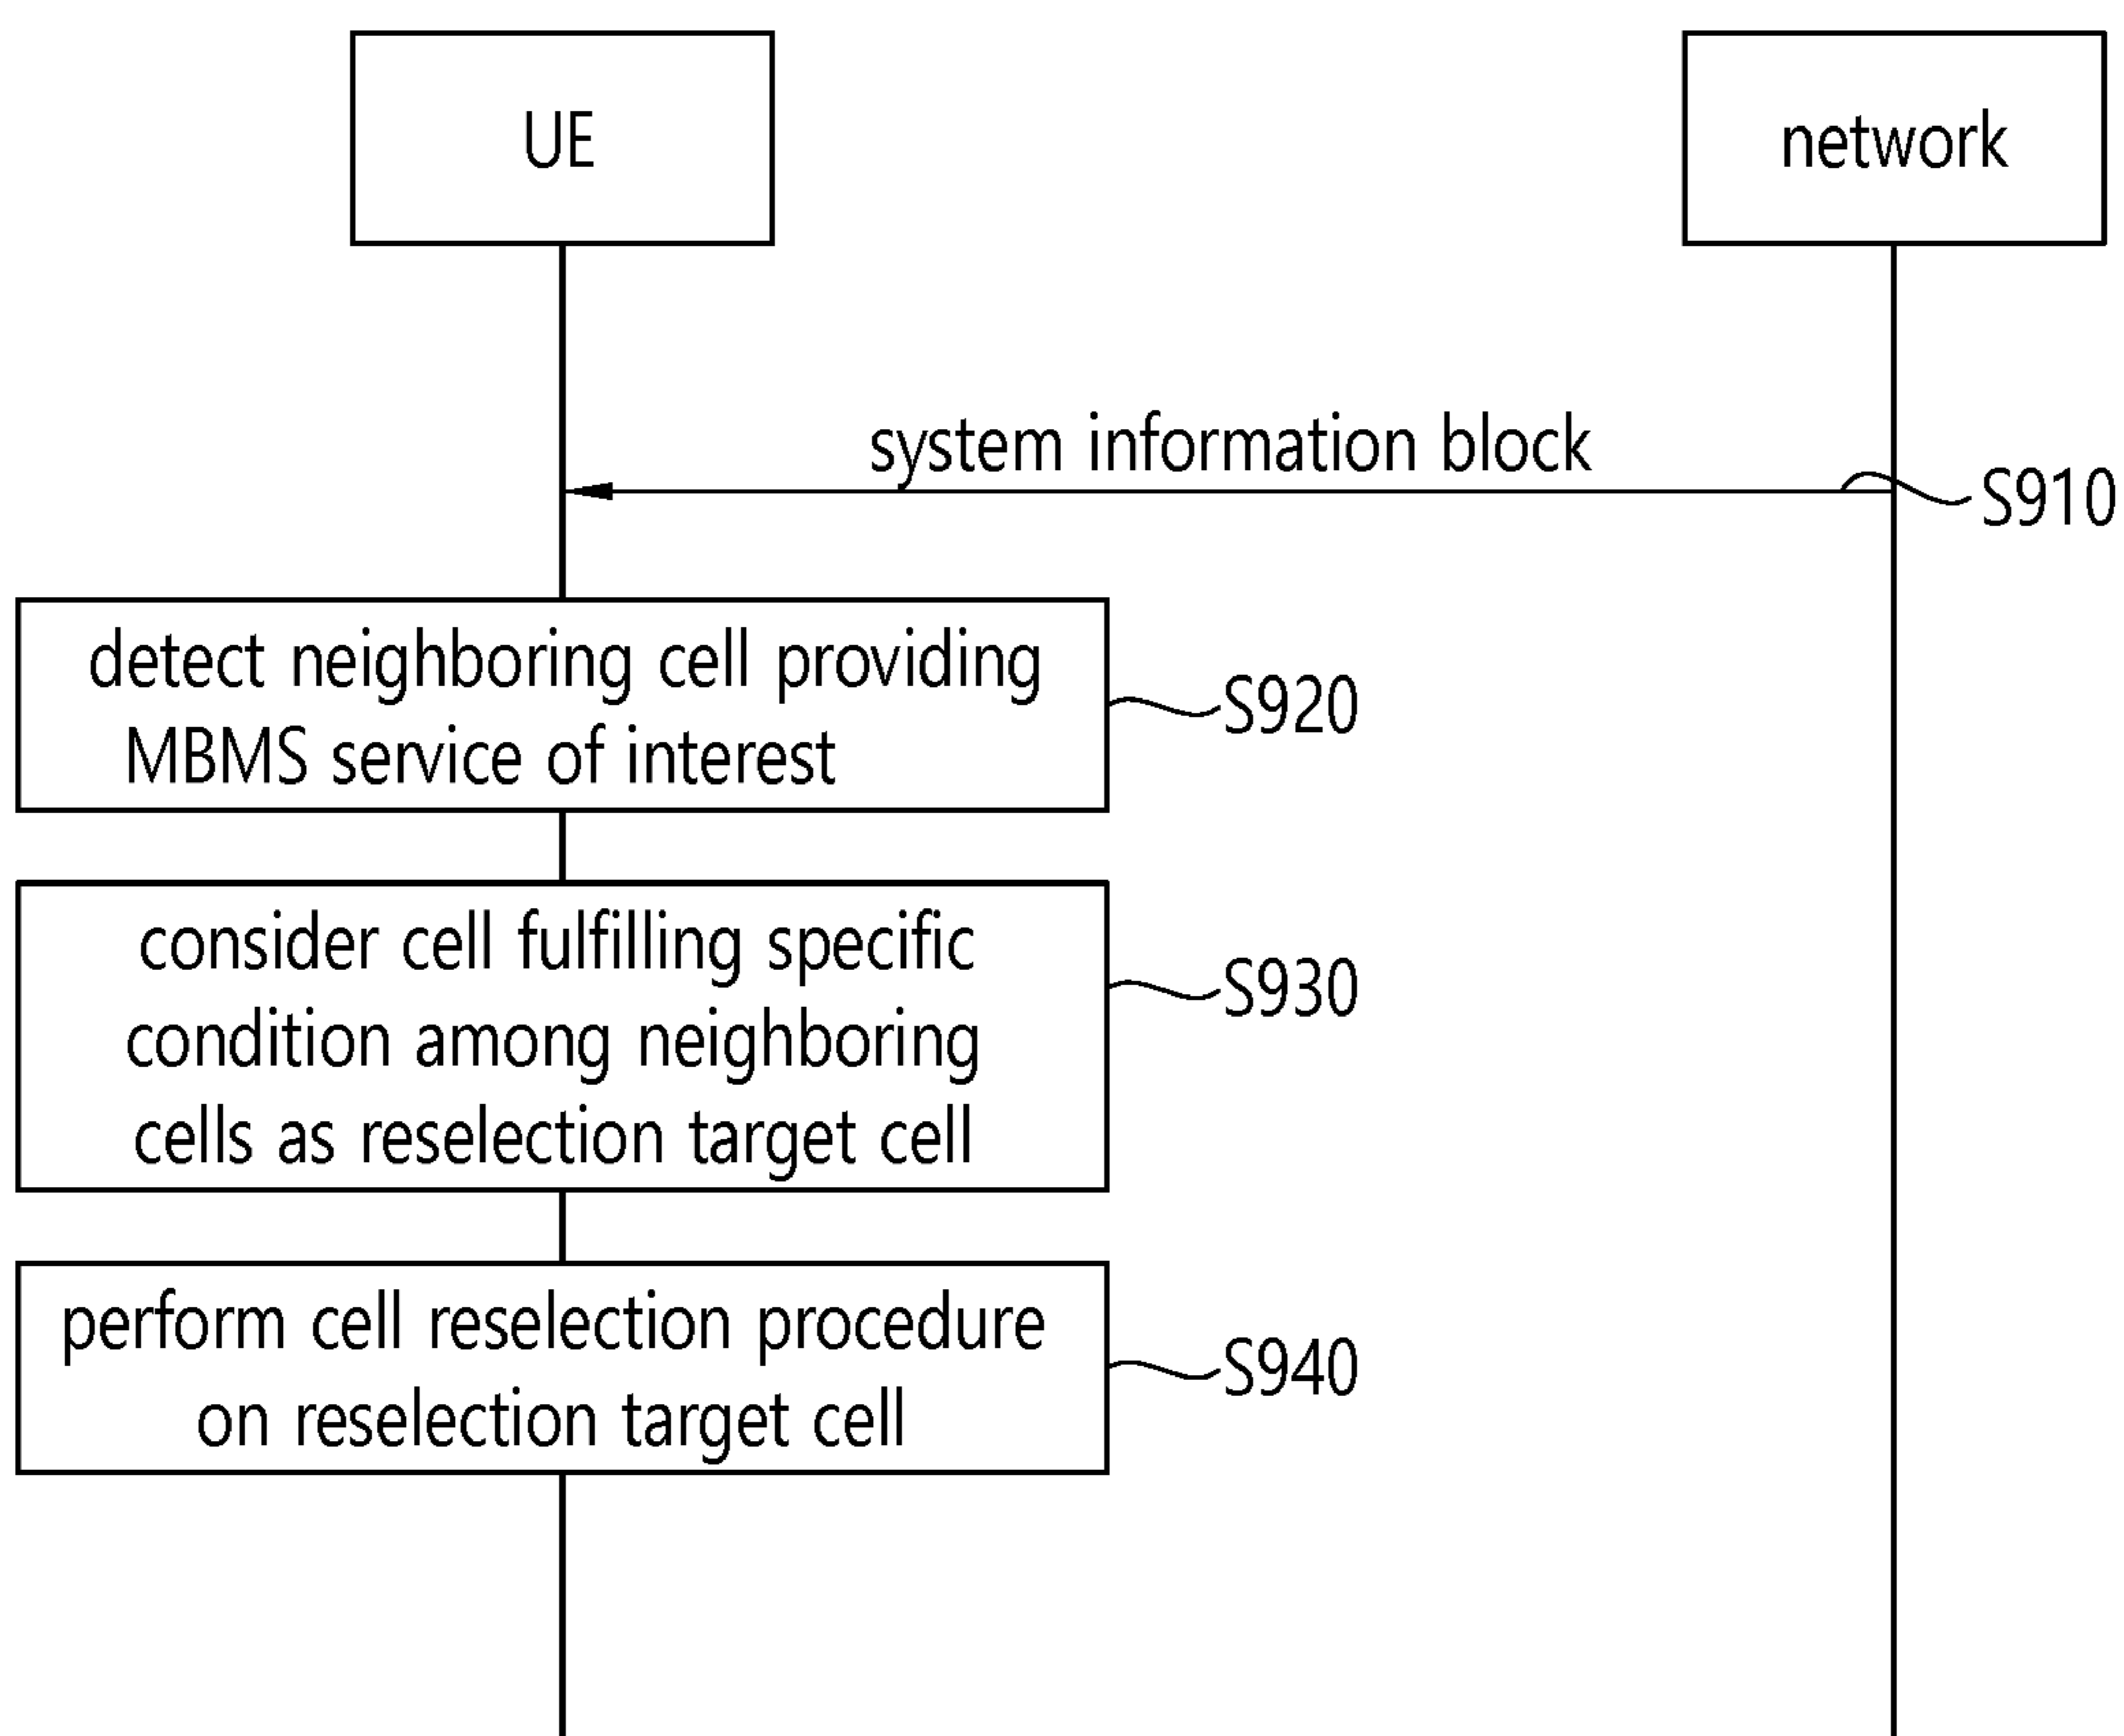 UE
network
system information block
S910
detect neighboring cell providing
MBMS service of interest
S920
consider cell fulfilling specific
condition among neighboring
cells as reselection target cell
S930
perform cell reselection procedure
on reselection target cell
S940